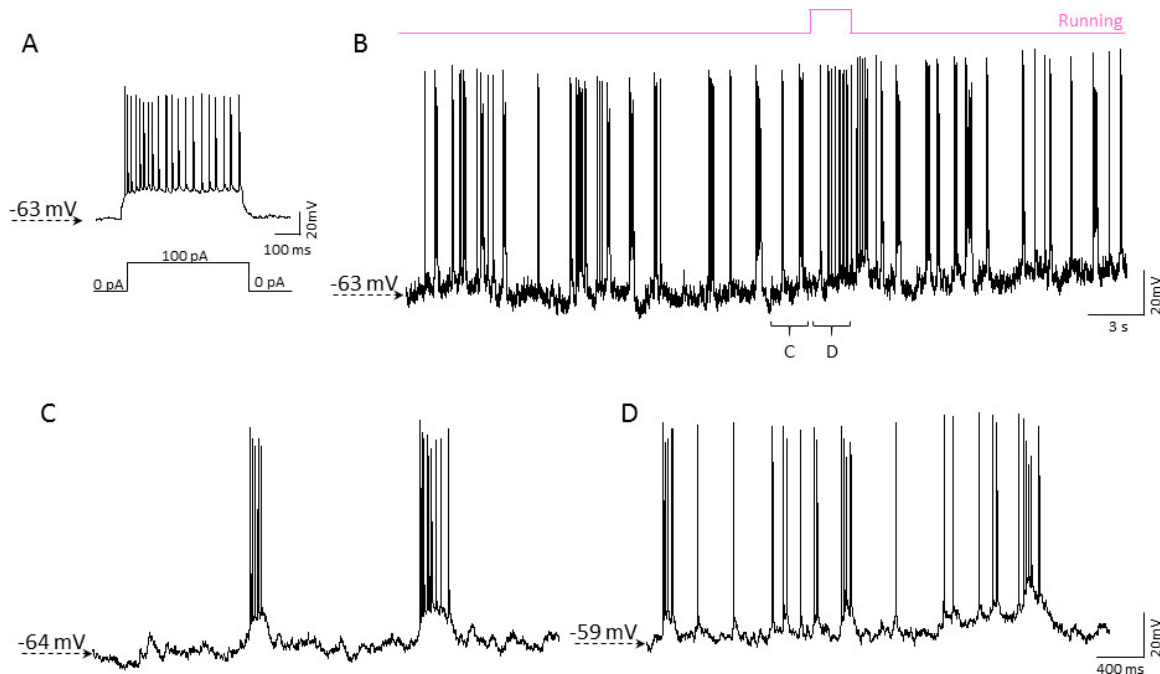 A
-63 mV
20mV
100 ms
100 pA
0 pA
0 pA
B
Running
-63 mV
20mV
3 s
C
D
C
-64 mV
D
-59 mV
20mV
400 ms